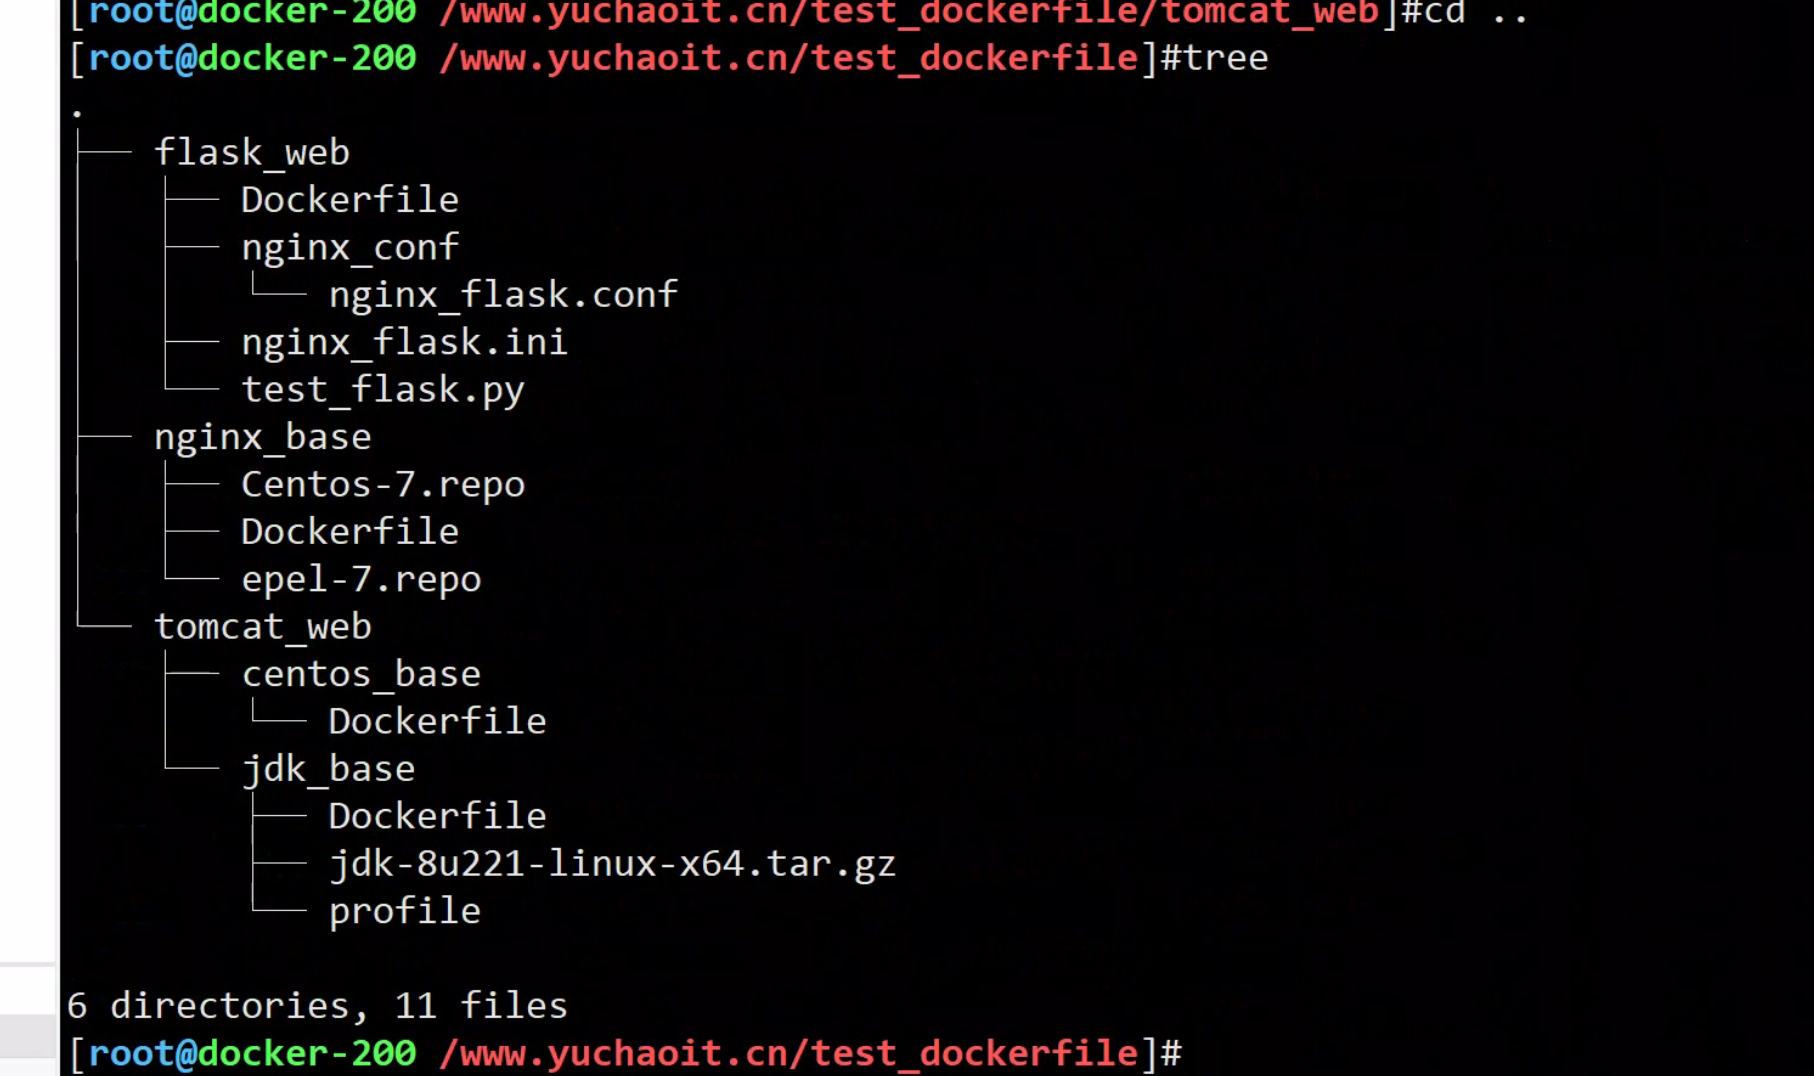 [root@docker-200 /www.yuchaoit.cn/test_dockerfile/tomcat_web]#cd ..
[root@docker-200 /www.yuchaoit.cn/test_dockerfile]#tree
.
├── flask_web
│   ├── Dockerfile
│   ├── nginx_conf
│   │   └── nginx_flask.conf
│   ├── nginx_flask.ini
│   └── test_flask.py
├── nginx_base
│   ├── Centos-7.repo
│   ├── Dockerfile
│   └── epel-7.repo
└── tomcat_web
    ├── centos_base
    │   └── Dockerfile
    └── jdk_base
        ├── Dockerfile
        ├── jdk-8u221-linux-x64.tar.gz
        └── profile
6 directories, 11 files
[root@docker-200 /www.yuchaoit.cn/test_dockerfile]#